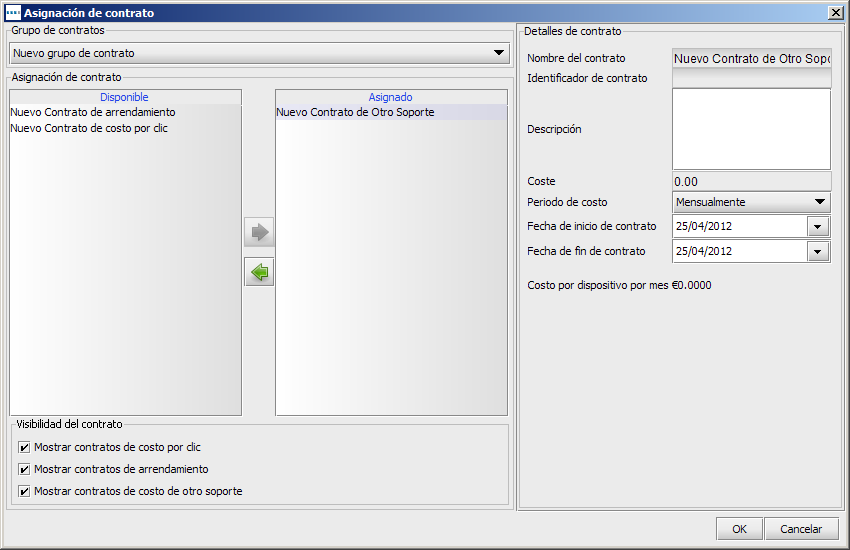 Asignación de contrato
Grupo de contratos
Nuevo grupo de contrato
Asignación de contrato
Disponible
Nuevo Contrato de arrendamiento
Nuevo Contrato de costo por clic
Asignado
Nuevo Contrato de Otro Soporte
Visibilidad del contrato
Mostrar contratos de costo por clic
Mostrar contratos de arrendamiento
Mostrar contratos de costo de otro soporte
Detalles de contrato
Nombre del contrato Nuevo Contrato de Otro Sopo
Identificador de contrato
Descripción
Coste 0.00
Periodo de costo Mensualmente
Fecha de inicio de contrato 25/04/2012
Fecha de fin de contrato 25/04/2012
Costo por dispositivo por mes €0.0000
OK Cancelar